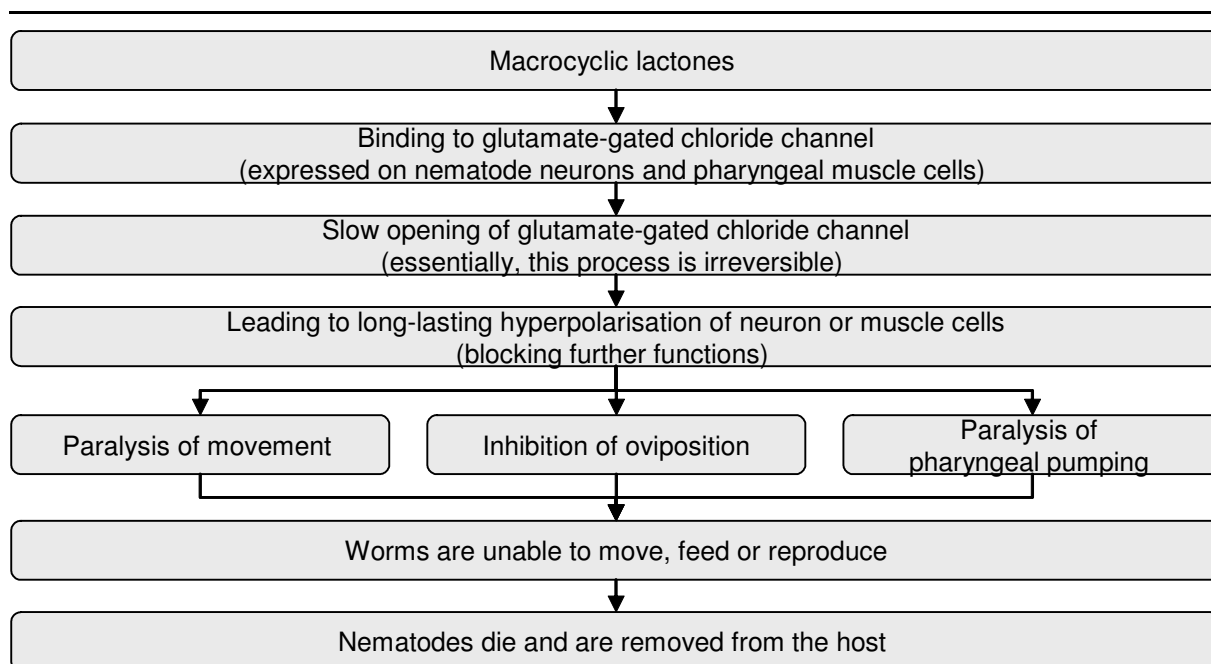 Macrocyclic lactones
Binding to glutamate-gated chloride channel
(expressed on nematode neurons and pharyngeal muscle cells)
Slow opening of glutamate-gated chloride channel
(essentially, this process is irreversible)
Leading to long-lasting hyperpolarisation of neuron or muscle cells
(blocking further functions)
Paralysis of movement
Inhibition of oviposition
Paralysis of
pharyngeal pumping
Worms are unable to move, feed or reproduce
Nematodes die and are removed from the host